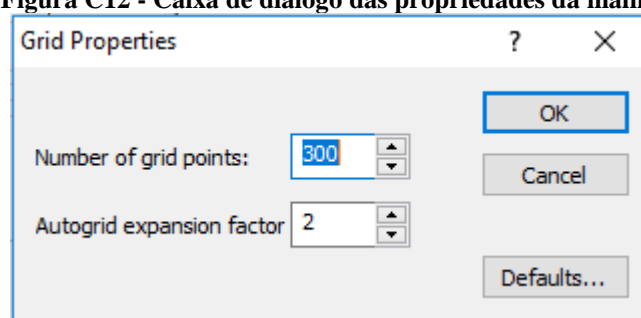 Figura C12 - Caixa de diálogo das propriedades da
Grid Properties ? ×
OK
Number of grid points: 300
Cancel
Autogrid expansion factor 2
Defaults...